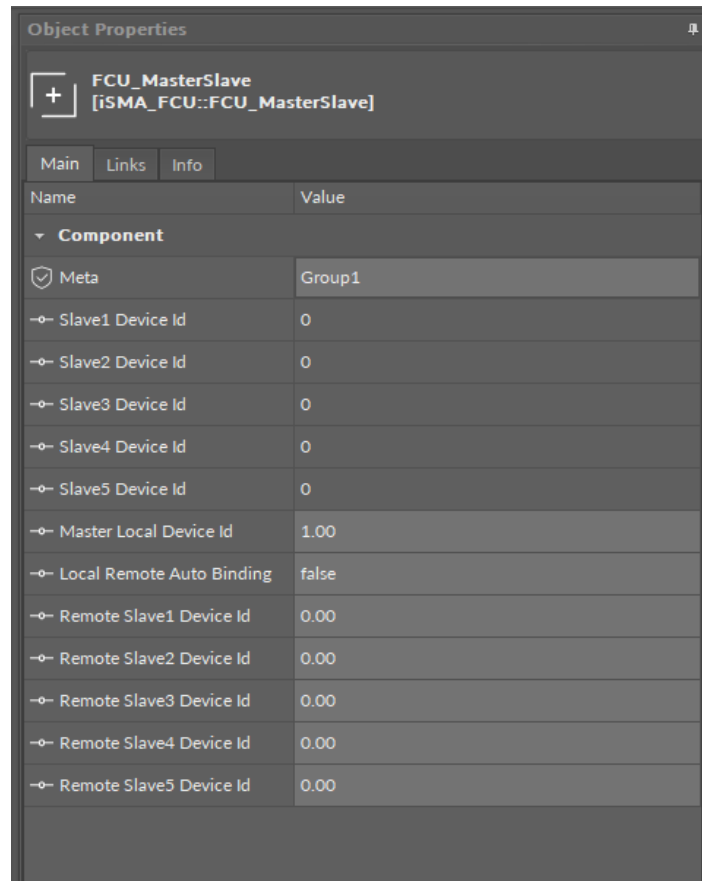 Object Properties
FCU_MasterSlave
[iSMA_FCU::FCU_MasterSlave]
Main Links Info
Name Value
Component
Meta Group1
Slave1 Device Id 0
Slave2 Device Id 0
Slave3 Device Id 0
Slave4 Device Id 0
Slave5 Device Id 0
Master Local Device Id 1.00
Local Remote Auto Binding false
Remote Slave1 Device Id 0.00
Remote Slave2 Device Id 0.00
Remote Slave3 Device Id 0.00
Remote Slave4 Device Id 0.00
Remote Slave5 Device Id 0.00